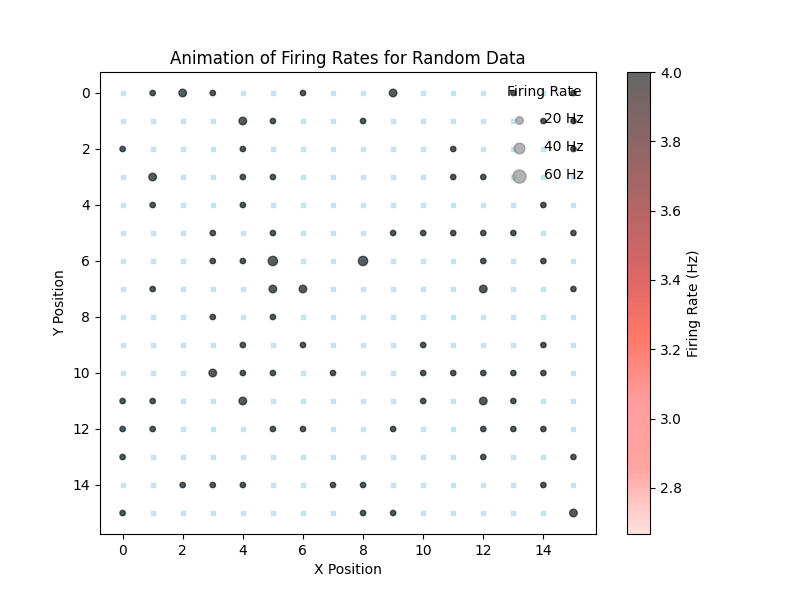 Animation of Firing Rates for Random Data
Firing Rate
20 Hz
40 Hz
60 Hz
0
2
4
6
8
10
12
14
Y Position
0 2 4 6 8 10 12 14
X Position
4.0
3.8
3.6
3.4
3.2
3.0
2.8
Firing Rate (Hz)